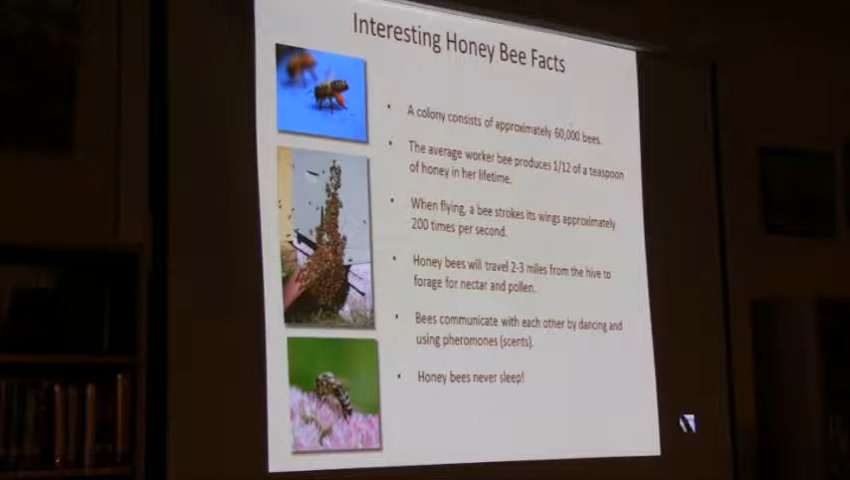 Interesting Honey Bee Facts
• A colony consists of approximately 60,000 bees.
• The average worker bee produces 1/12 of a teaspoon
of honey in her lifetime.
• When flying, a bee strokes its wings approximately
200 times per second.
• Honey bees will travel 2-3 miles from the hive to
forage for nectar and pollen.
• Bees communicate with each other by dancing and
using pheromones (scents).
• Honey bees never sleep!